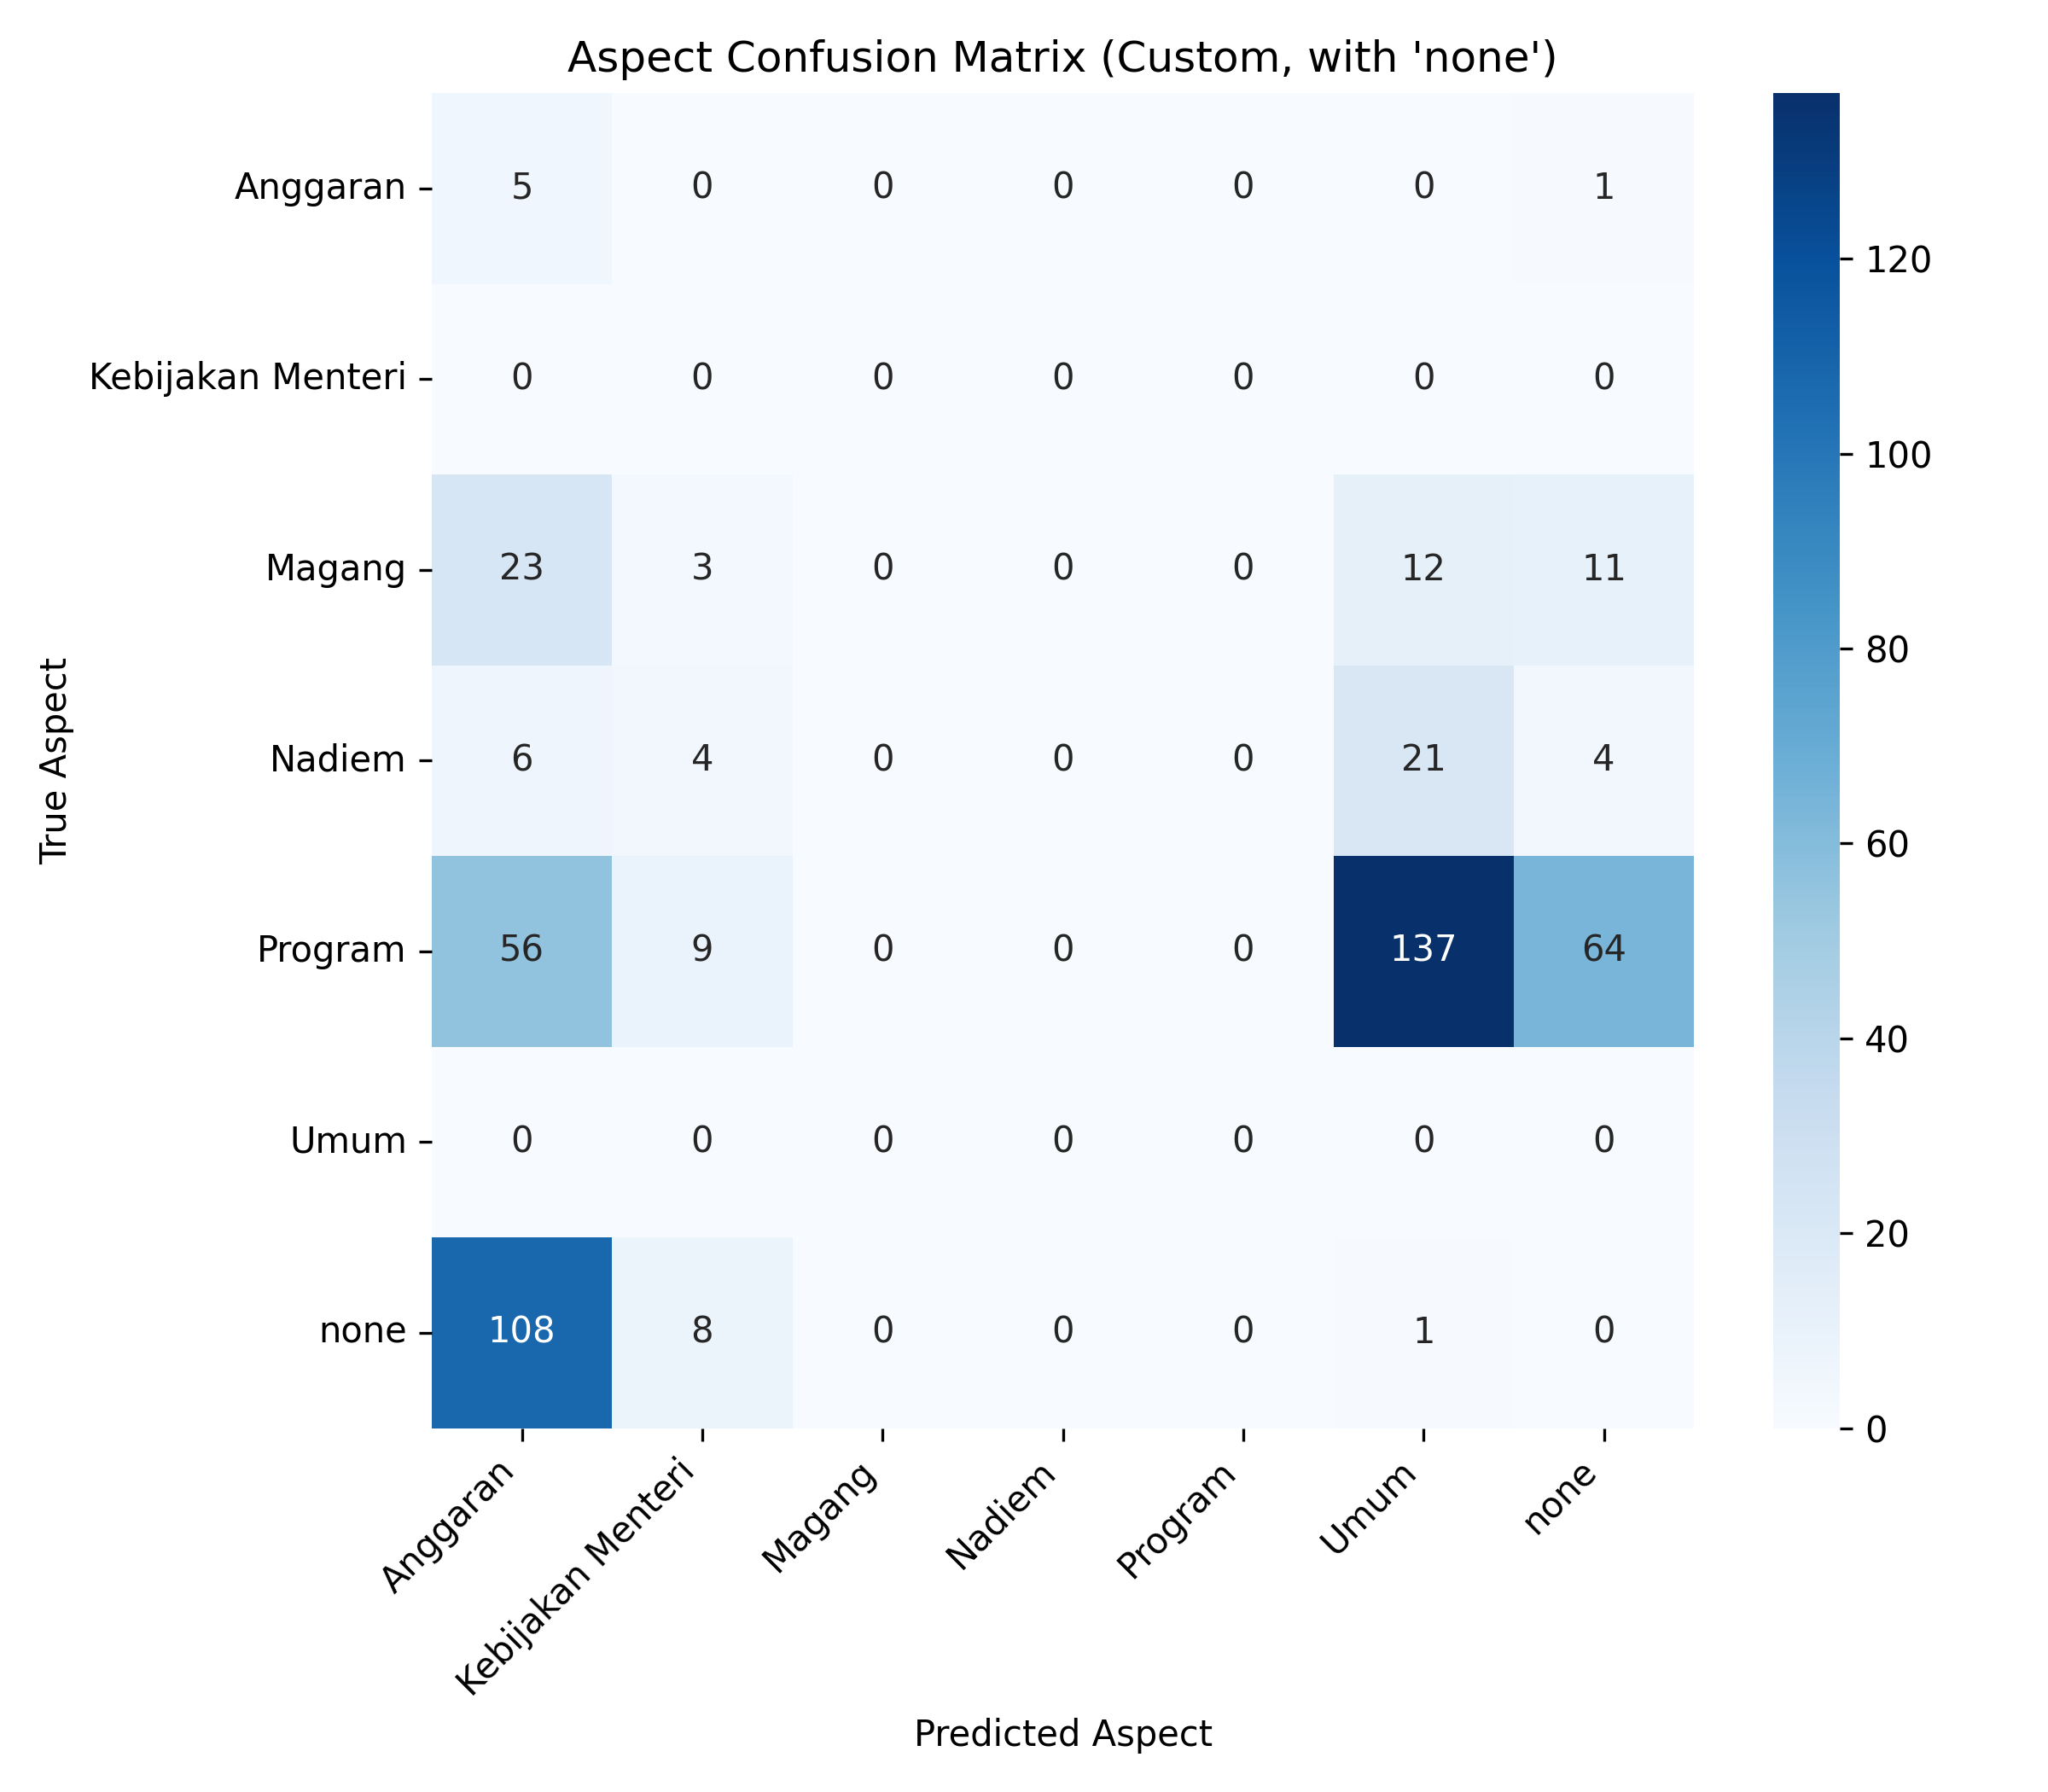 Aspect Confusion Matrix (Custom, with 'none')
True Aspect
Anggaran 5 0 0 0 0 0 1
Kebijakan Menteri 0 0 0 0 0 0 0
Magang 23 3 0 0 0 12 11
Nadiem 6 4 0 0 0 21 4
Program 56 9 0 0 0 137 64
Umum 0 0 0 0 0 0 0
none 108 8 0 0 0 1 0
Anggaran Kebijakan Menteri Magang Nadiem Program Umum none
Predicted Aspect
120
100
80
60
40
20
0